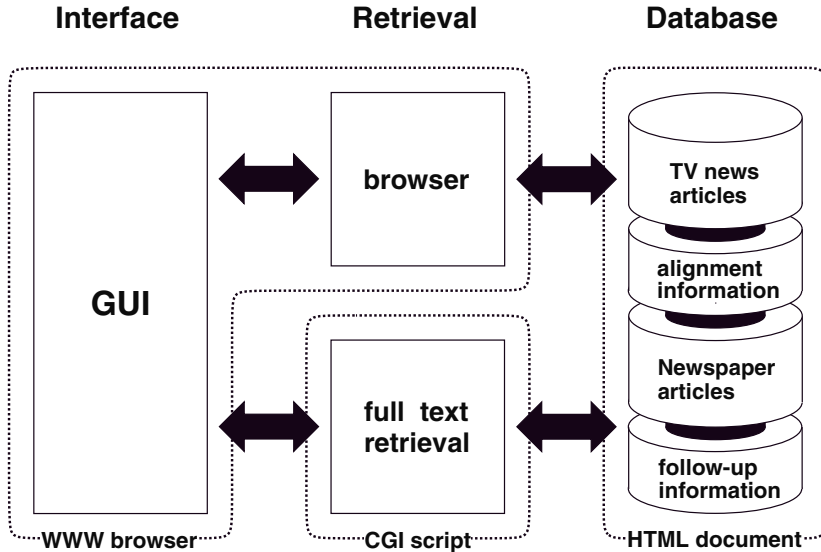 Interface
Retrieval
Database
GUI
browser
full text
retrieval
TV news
articles
alignment
information
Newspaper
articles
follow-up
information
WWW browser
CGI script
HTML document